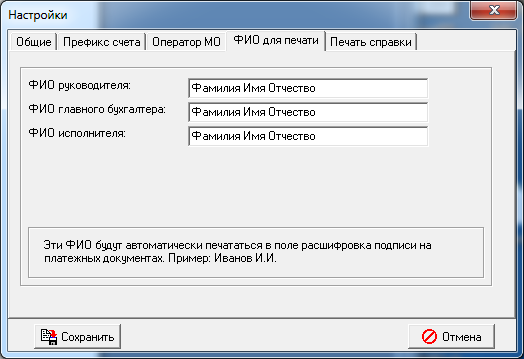 Настройки
Общие Префикс счета Оператор МО ФИО для печати Печать справки
ФИО руководителя: Фамилия Имя Отчество
ФИО главного бухгалтера: Фамилия Имя Отчество
ФИО исполнителя: Фамилия Имя Отчество
Эти ФИО будут автоматически печататься в поле расшифровка подписи на
платежных документах. Пример: Иванов И.И.
Сохранить Отмена